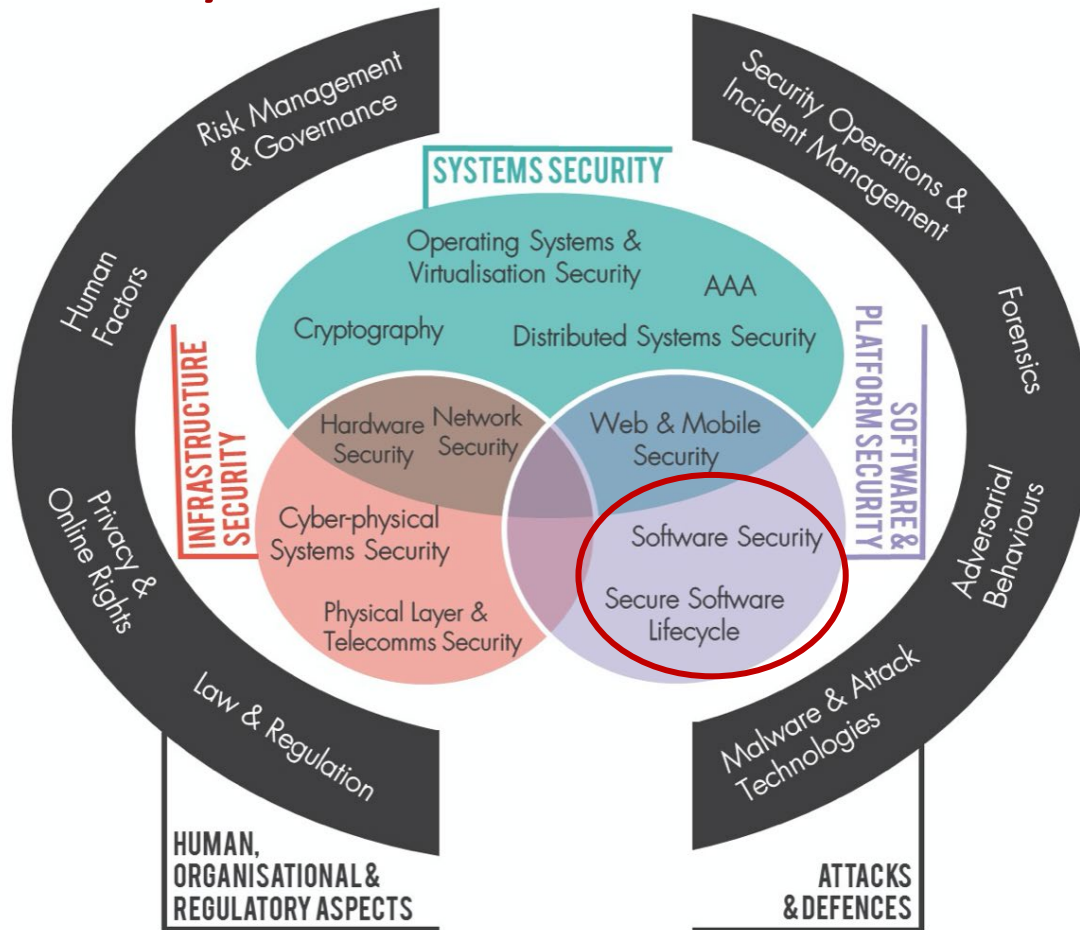 Risk Management
& Governance
Human
Factors
Privacy &
Online Rights
Law & Regulation
HUMAN,
ORGANISATIONAL &
REGULATORY ASPECTS
INFRASTRUCTURE
SECURITY
SYSTEMS SECURITY
Operating Systems &
Virtualisation Security
AAA
Cryptography
Distributed Systems Security
Hardware
Security
Network
Security
Web & Mobile
Security
Cyber-physical
Systems Security
Physical Layer &
Telecomms Security
Software Security
Secure Software
Lifecycle
SOFTWARE &
PLATFORM SECURITY
Security Operations &
Incident Management
Forensics
Adversarial
Behaviours
Malware & Attack
Technologies
ATTACKS
& DEFENCES